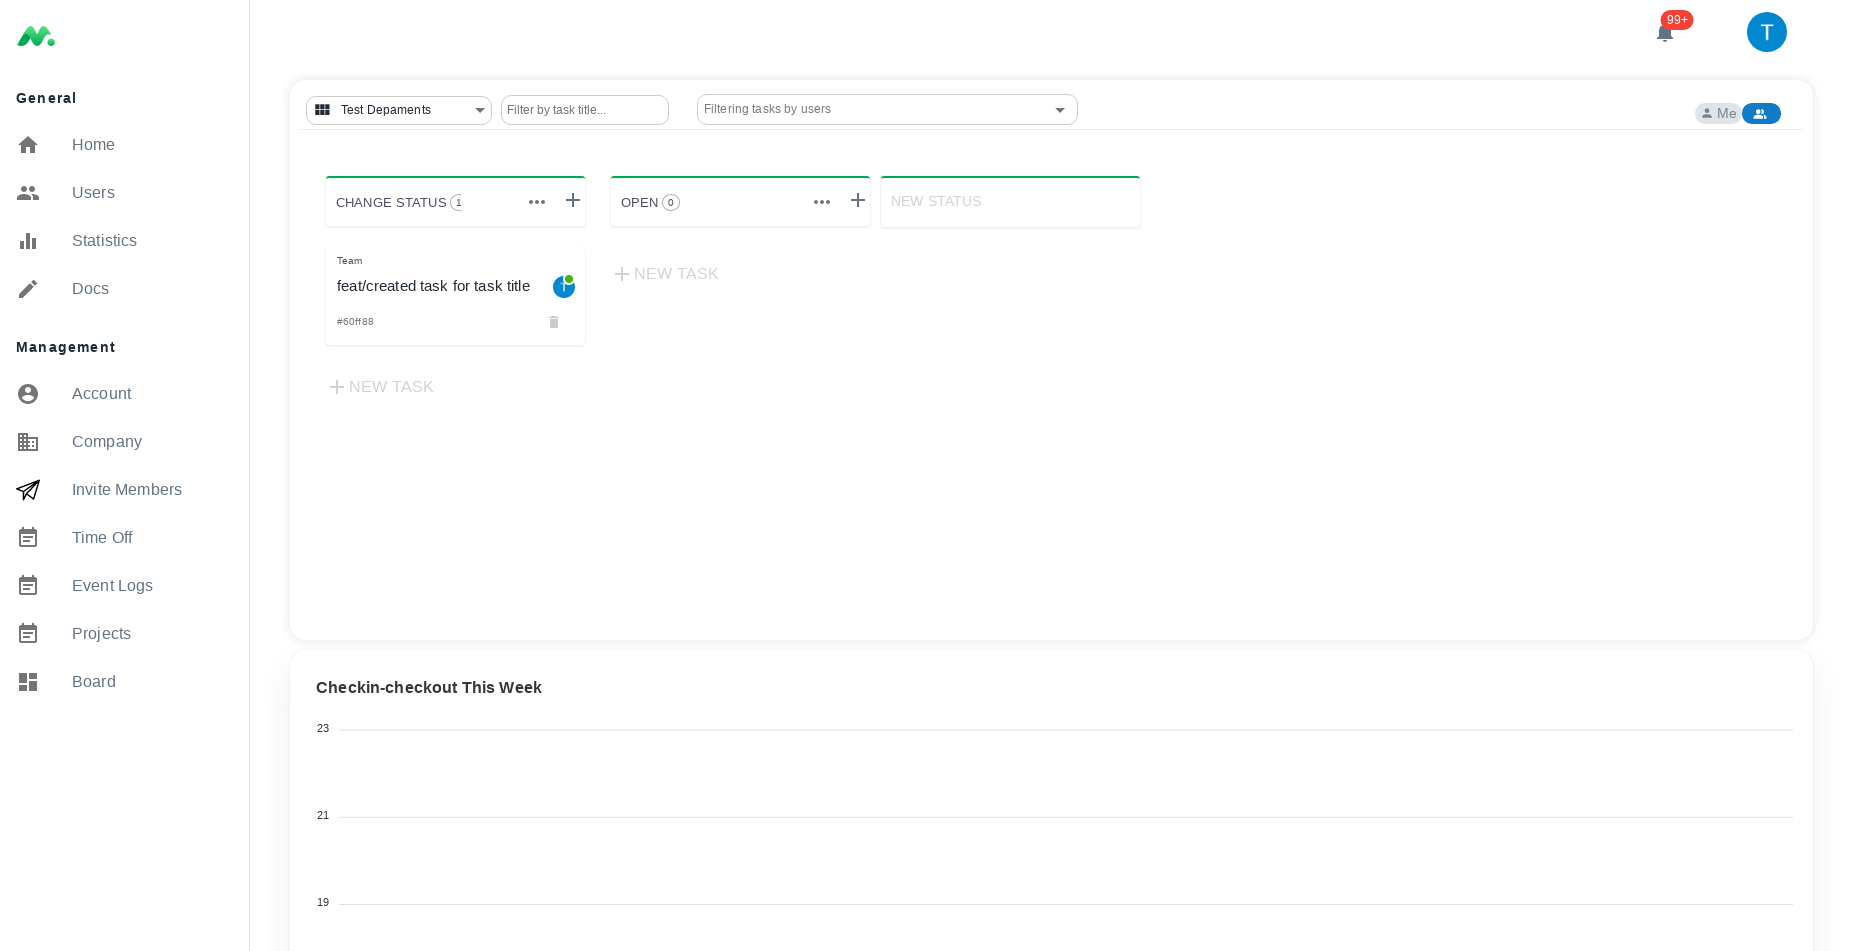 99+
T
General
Home
Users
Statistics
Docs
Management
Account
Company
Invite Members
Time Off
Event Logs
Projects
Board
Test Depaments
Filter by task title...
Filtering tasks by users
Me
CHANGE STATUS 1
OPEN 0
NEW STATUS
Team
feat/created task for task title
T
#60ff88
NEW TASK
NEW TASK
Checkin-checkout This Week
23
21
19